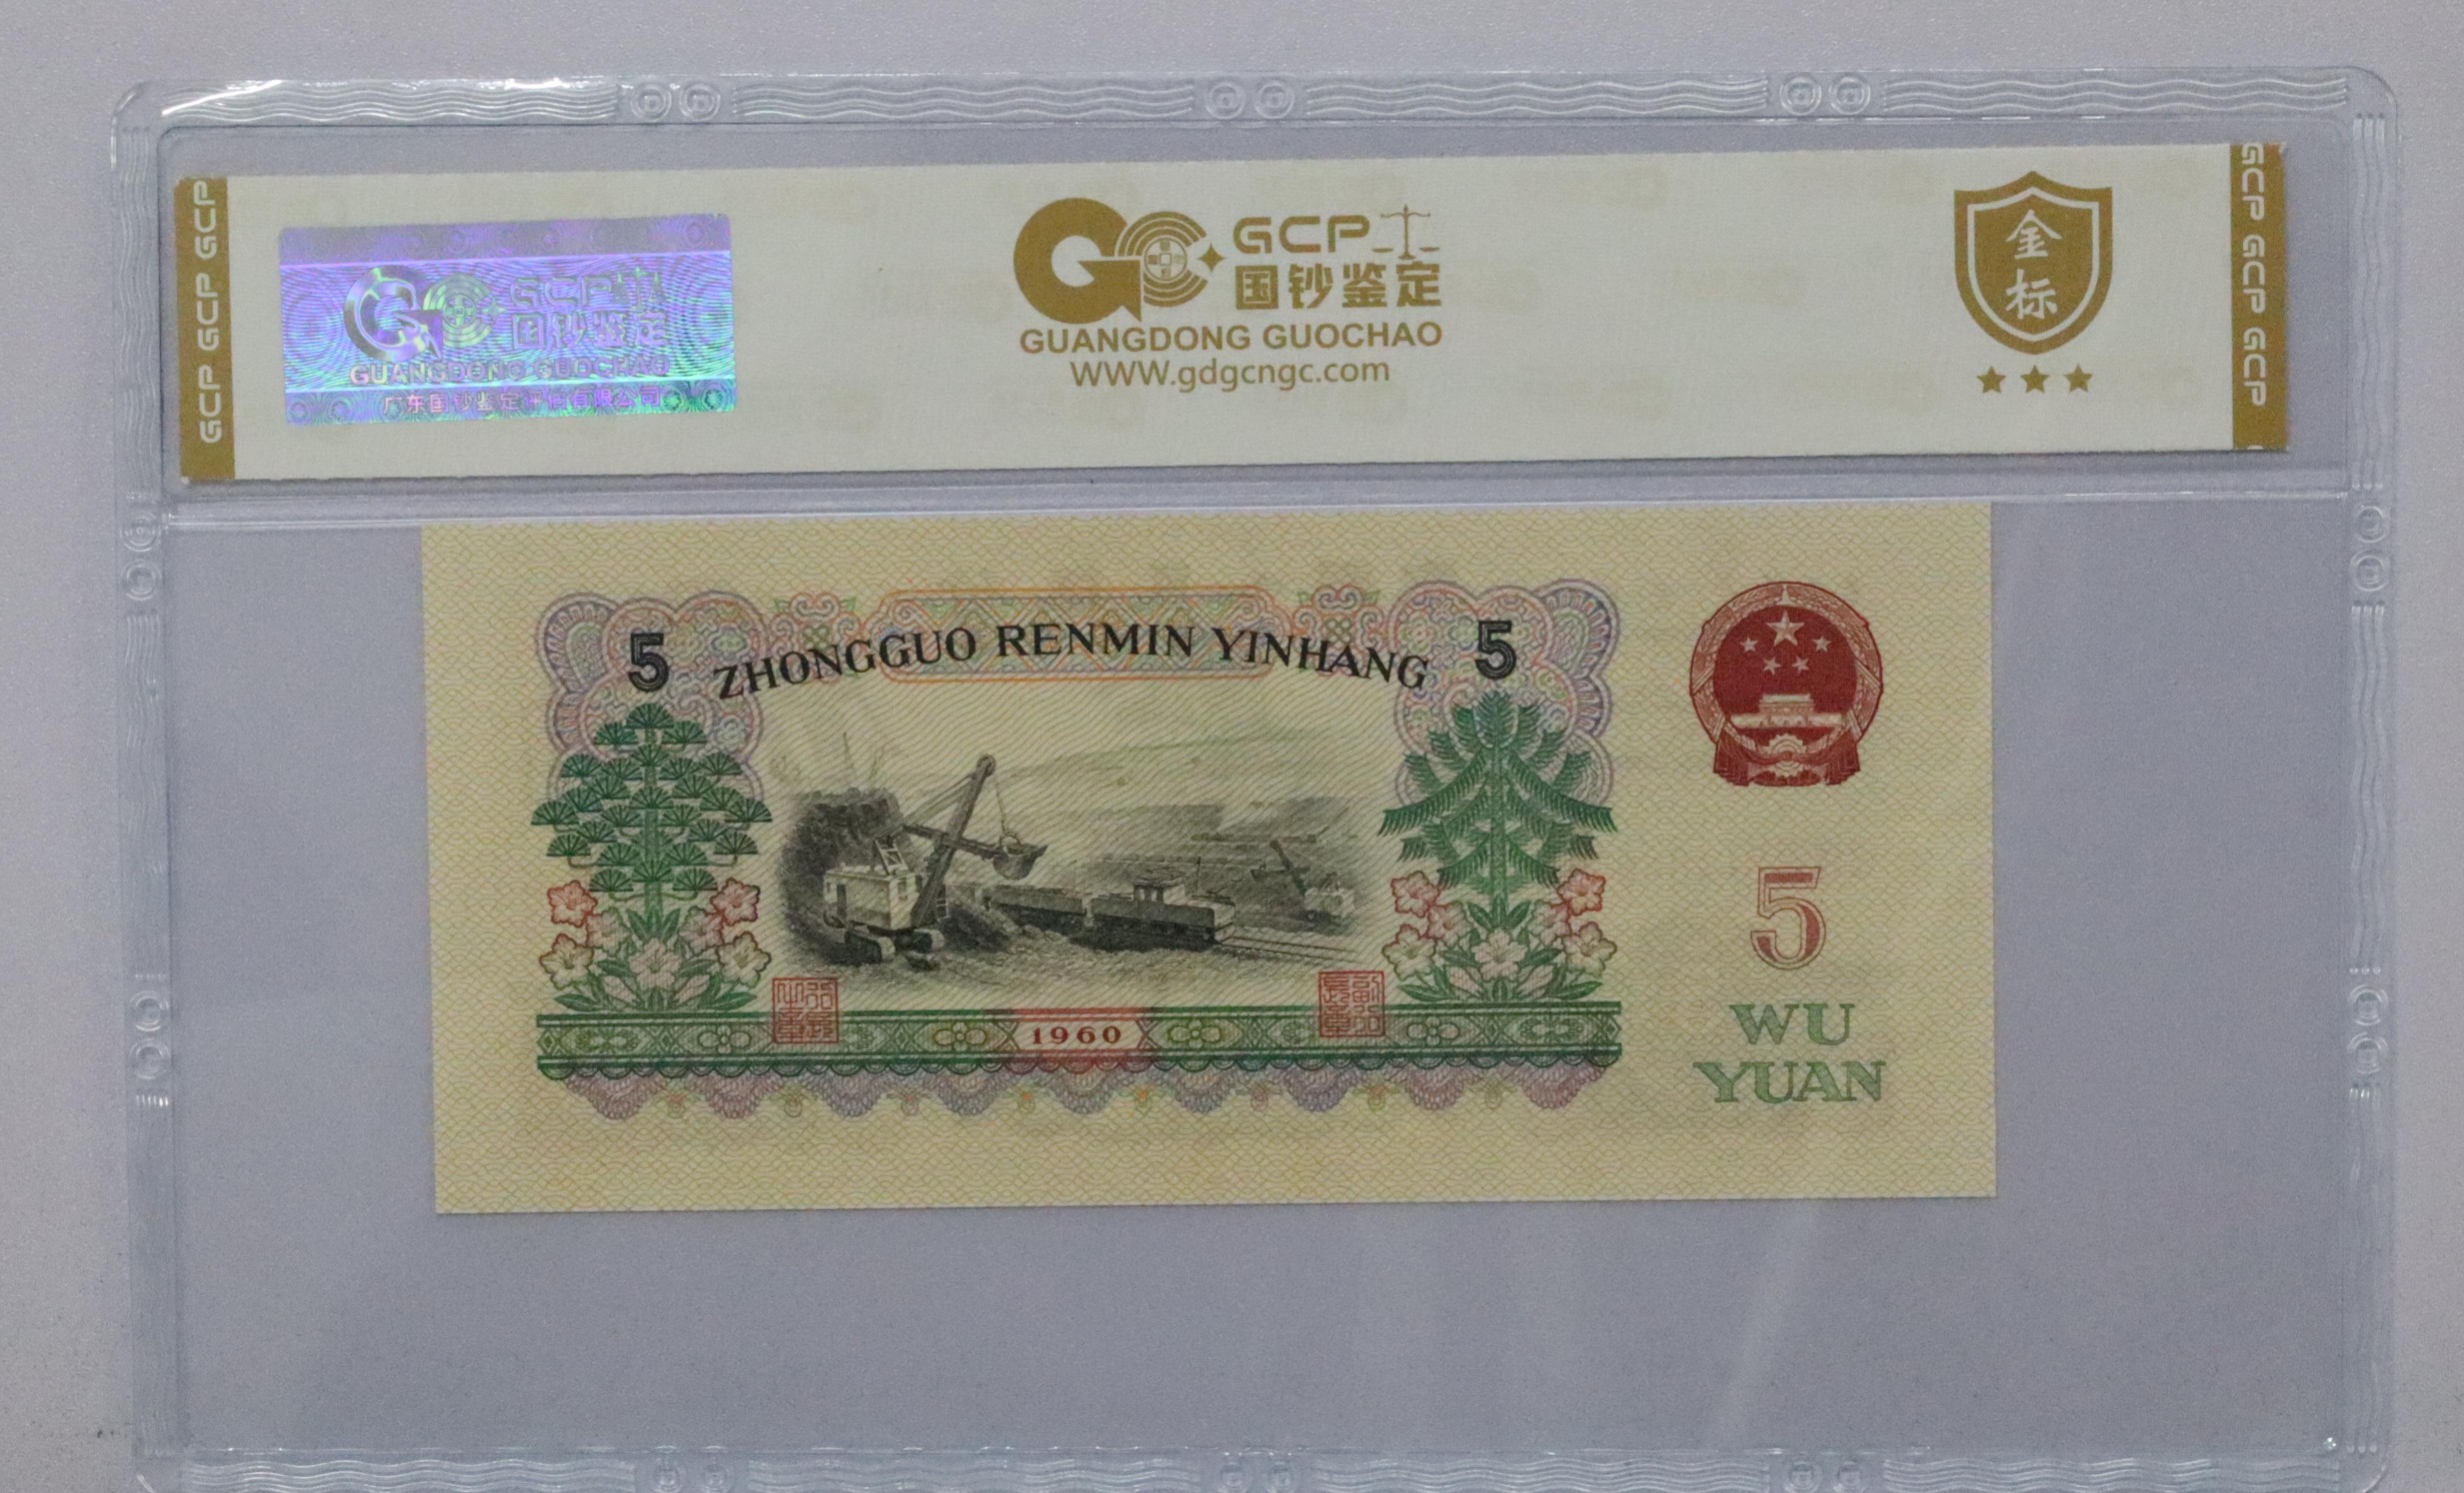 GCP GCP GCP
GCP
国钞鉴定
GUANGDONG GUOCHAO
广东国钞鉴定评估有限公司
GCP
国钞鉴定
GUANGDONG GUOCHAO
WWW.gdgcngc.com
金
标
GCP GCP GCP
5 ZHONGGUO RENMIN YINHANG 5
5
WU
YUAN
1960